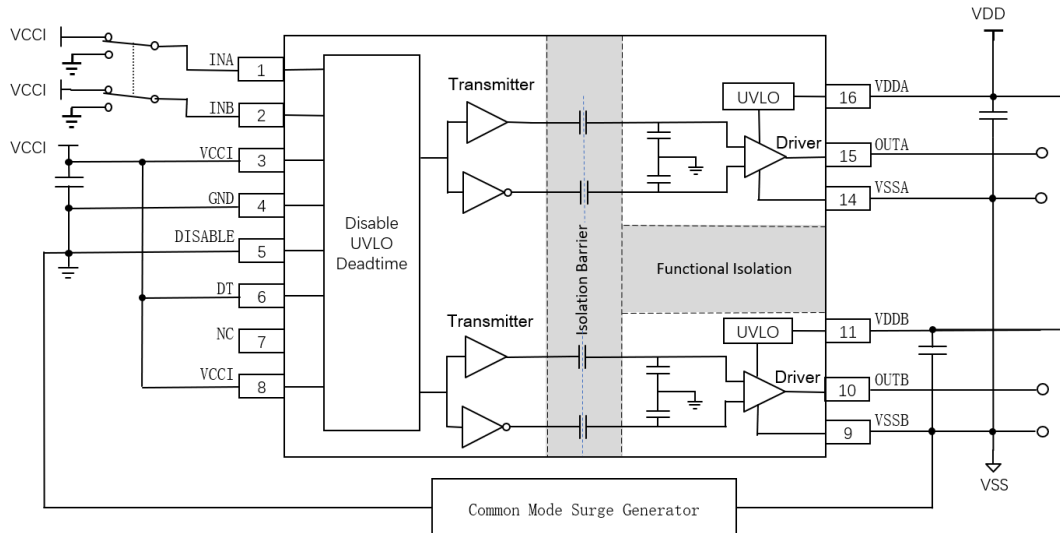 VDD
VCCI
INA
1
VCCI
INB
2
Transmitter
UVLO
16
VDDA
VCCI
VCCI
3
Driver
15
OUTA
GND
4
14
VSSA
Disable
UVLO
Deadtime
DISABLE
5
Isolation Barrier
Functional Isolation
DT
6
NC
7
Transmitter
UVLO
11
VDDB
VCCI
8
Driver
10
OUTB
9
VSSB
VSS
Common Mode Surge Generator